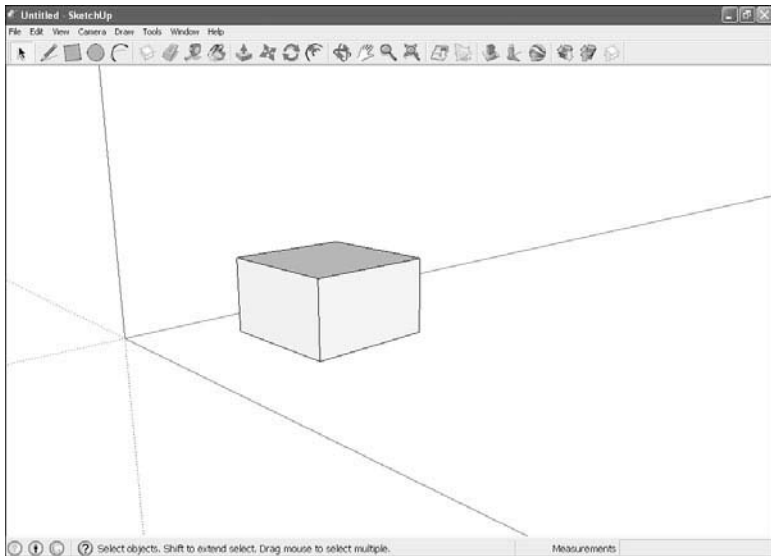 Untitled - SketchUp
File Edit View Camera Draw Tools Window Help
Select objects. Shift to extend select. Drag mouse to select multiple.
Measurements